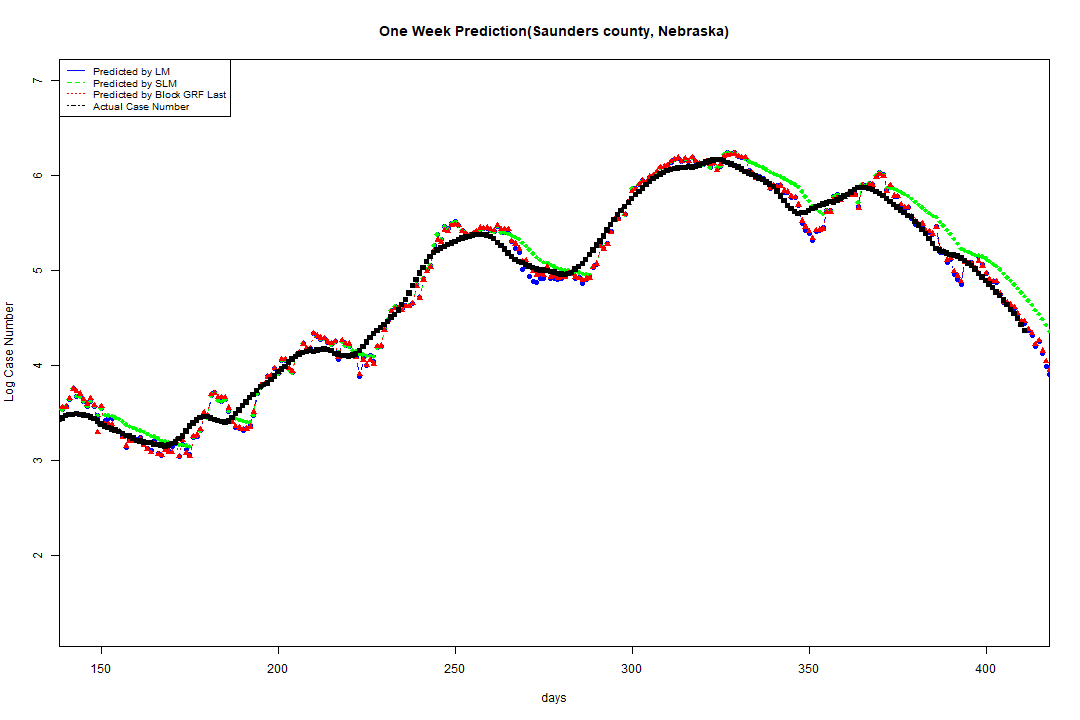 One Week Prediction(Saunders county, Nebraska)
Predicted by LM
Predicted by SLM
Predicted by Block GRF Last
Actual Case Number
7
6
5
4
3
2
Log Case Number
150 200 250 300 350 400
days